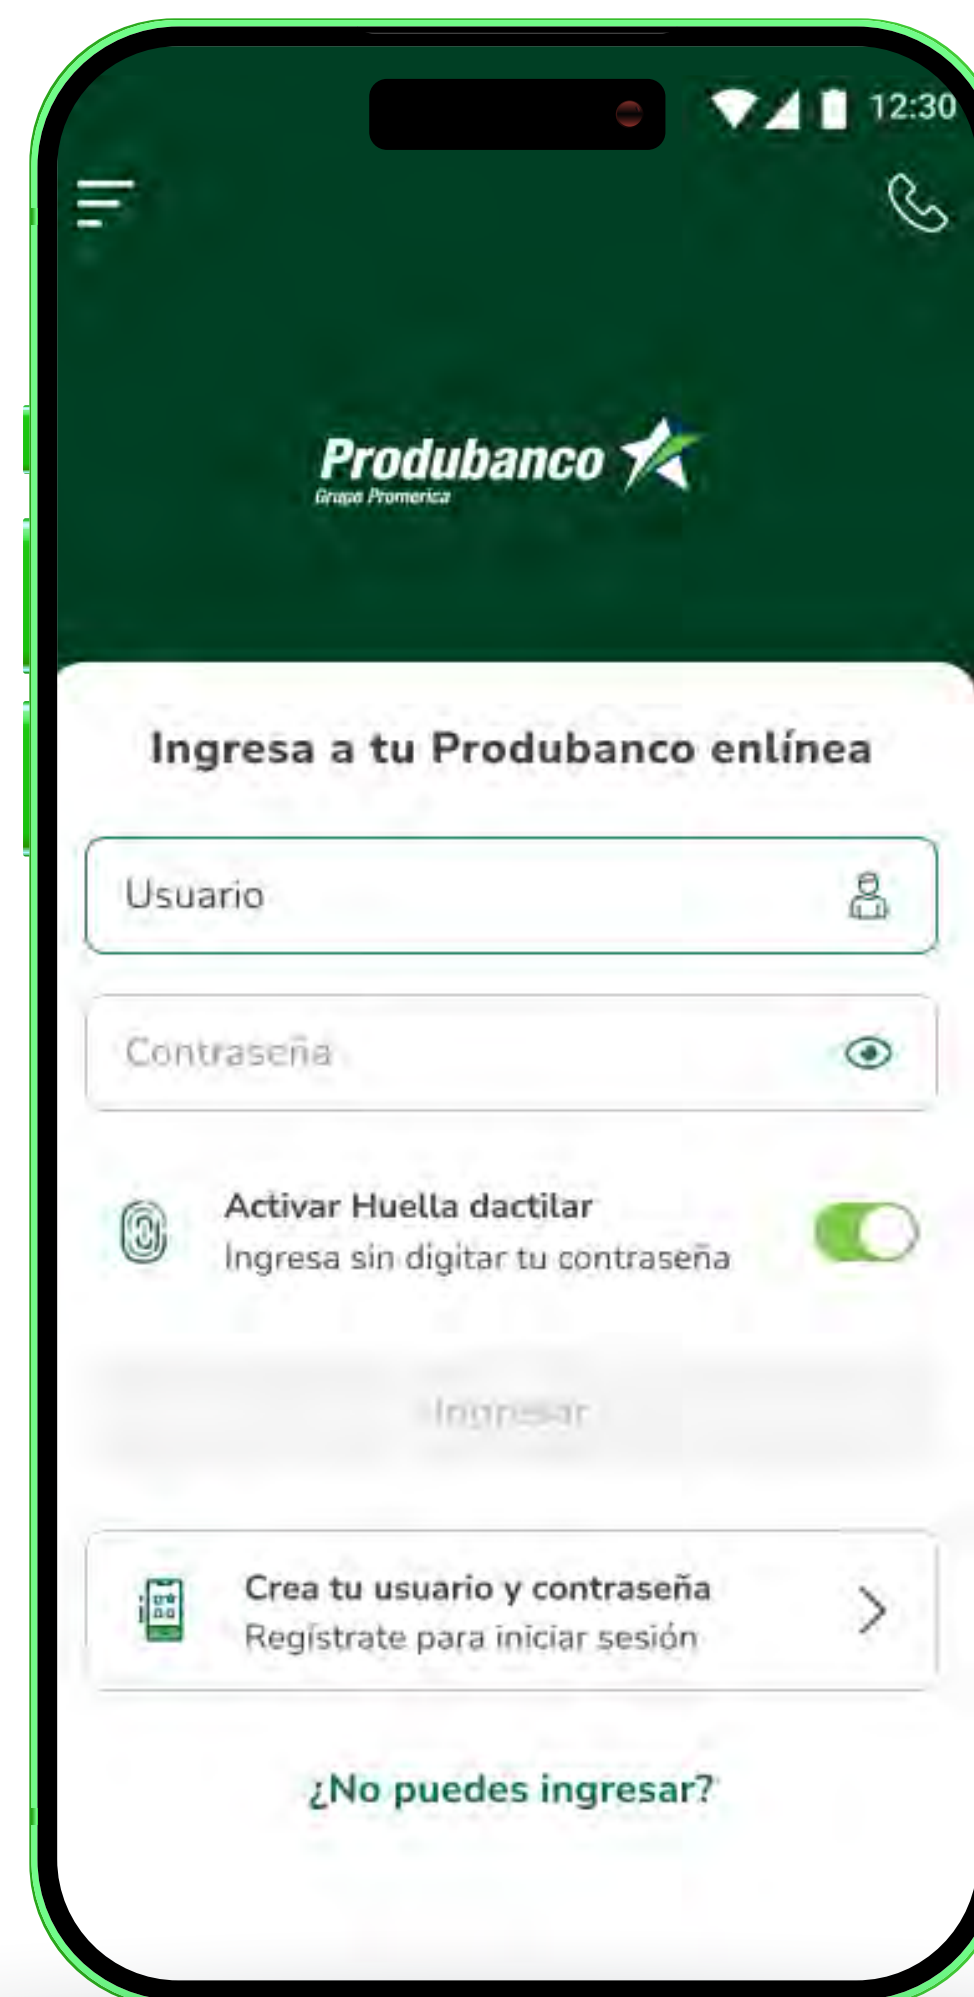 12:30
Produbanco
Grupo Promerica
Ingresa a tu Produbanco enlínea
Usuario
Contraseña
Activar Huella dactilar
Ingresa sin digitar tu contraseña
Ingresar
Crea tu usuario y contraseña
Regístrate para iniciar sesión
¿No puedes ingresar?